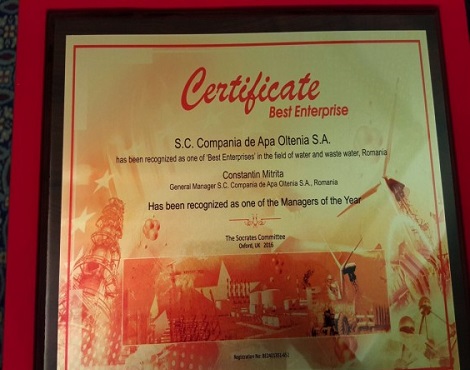 Certificate
Best Enterprise
S.C. Compania de Apa Oltenia S.A.
has been recognized as one of 'Best Enterprises' in the field of water and waste water, Romania
Constantin Mitrita
General Manager S.C. Compania de Apa Oltenia S.A., Romania
Has been recognized as one of the Managers of the Year
The Socrates Committee
Oxford, UK 2016
Registration No: